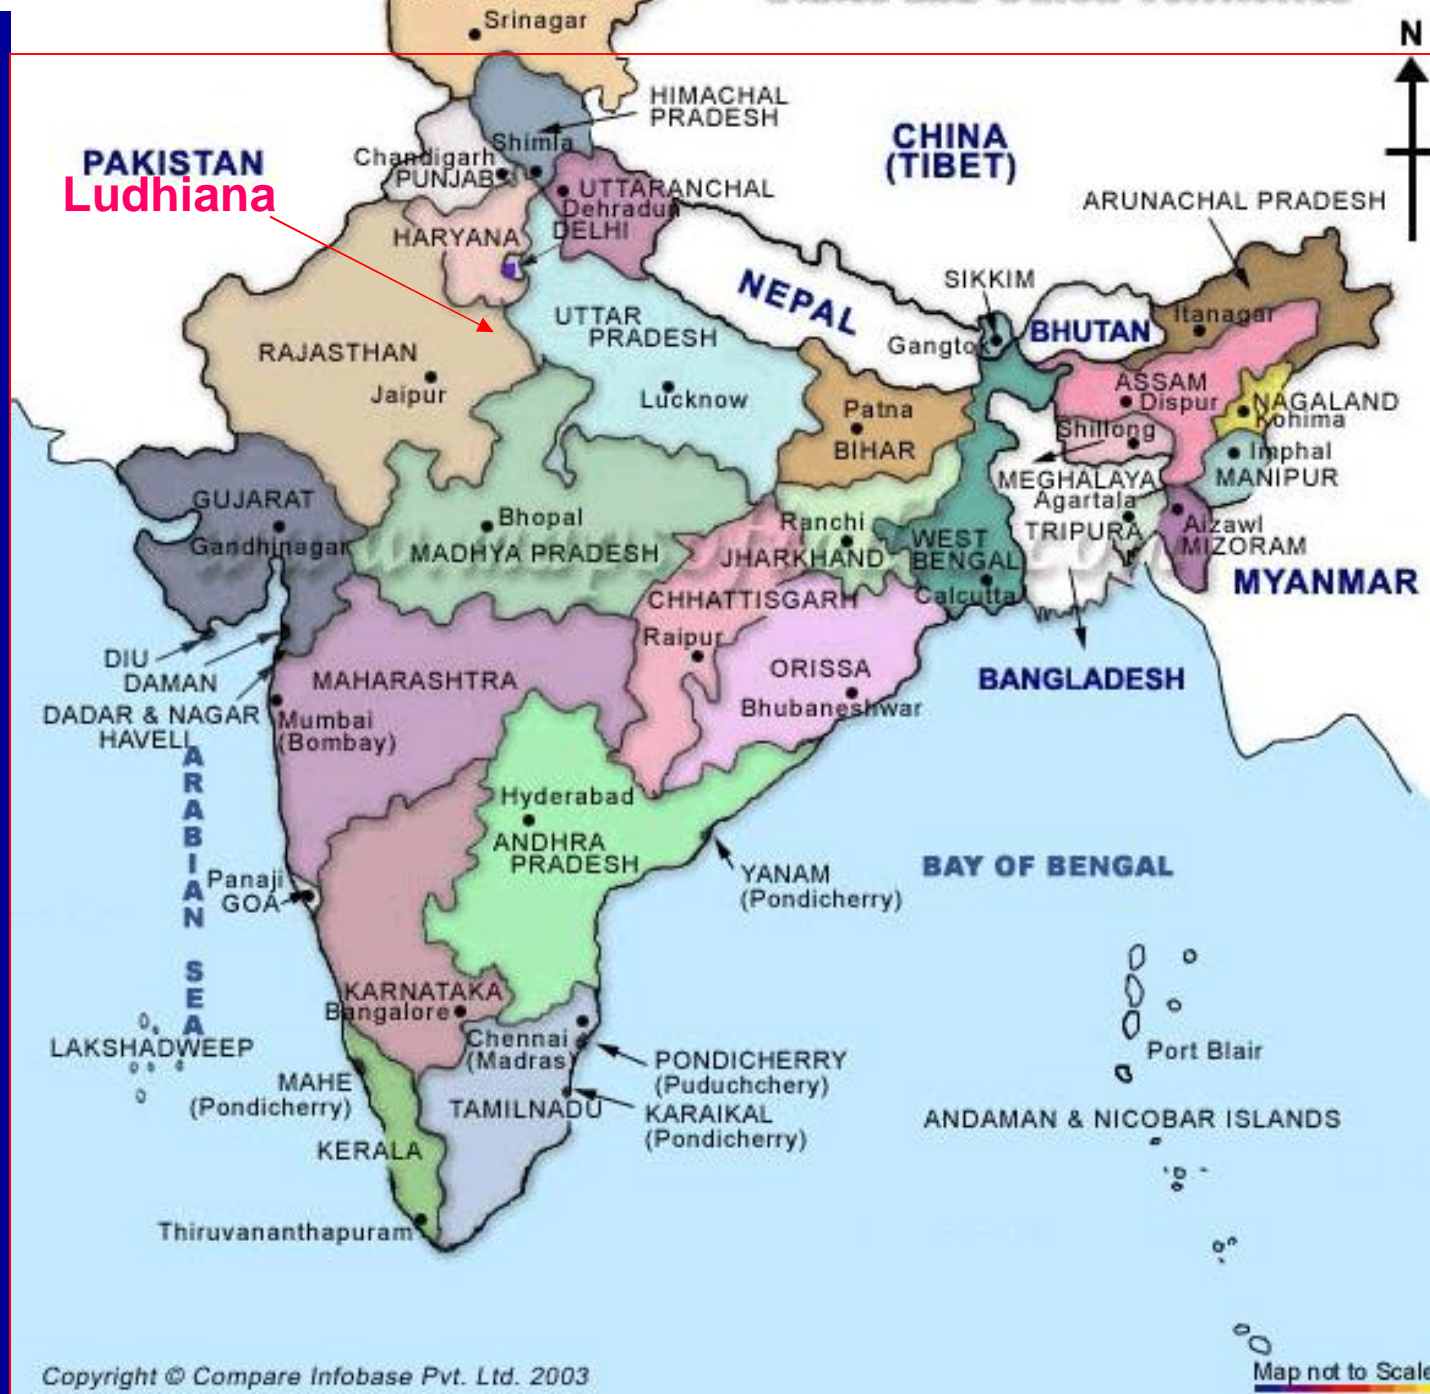 Srinagar
N
HIMACHAL
PRADESH
CHINA
(TIBET)
PAKISTAN
Ludhiana
Shimla
Chandigarh
PUNJAB
UTTARANCHAL
Dehradun
DELHI
HARYANA
ARUNACHAL PRADESH
SIKKIM
NEPAL
BHUTAN
Itanagar
Gangtok
UTTAR
PRADESH
RAJASTHAN
Jaipur
Lucknow
Patna
BIHAR
ASSAM
Dispur
NAGALAND
Kohima
Shillong
Imphal
MANIPUR
MEGHALAYA
Agartala
TRIPURA
Aizawl
MIZORAM
MYANMAR
GUJARAT
Gandhinagar
Bhopal
MADHYA PRADESH
Ranchi
JHARKHAND
WEST
BENGAL
Calcutta
CHHATTISGARH
Raipur
ORISSA
Bhubaneshwar
BANGLADESH
DIU
DAMAN
DADAR & NAGAR
HAVELI
MAHARASHTRA
Mumbai
(Bombay)
ARABIAN SEA
Hyderabad
ANDHRA
PRADESH
YANAM
(Pondicherry)
BAY OF BENGAL
Panaji
GOA
KARNATAKA
Bangalore
Chennai
(Madras)
PONDICHERRY
(Puduchchery)
KARAIKAL
(Pondicherry)
TAMILNADU
LAKSHADWEEP
MAHE
(Pondicherry)
KERALA
Thiruvananthapuram
Port Blair
ANDAMAN & NICOBAR ISLANDS
Copyright © Compare Infobase Pvt. Ltd. 2003
Map not to Scale